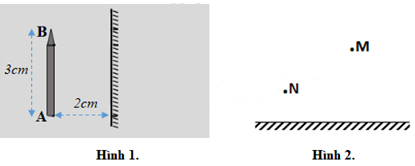 B
3cm
A
2cm
Hình 1.
.M
.N
Hình 2.